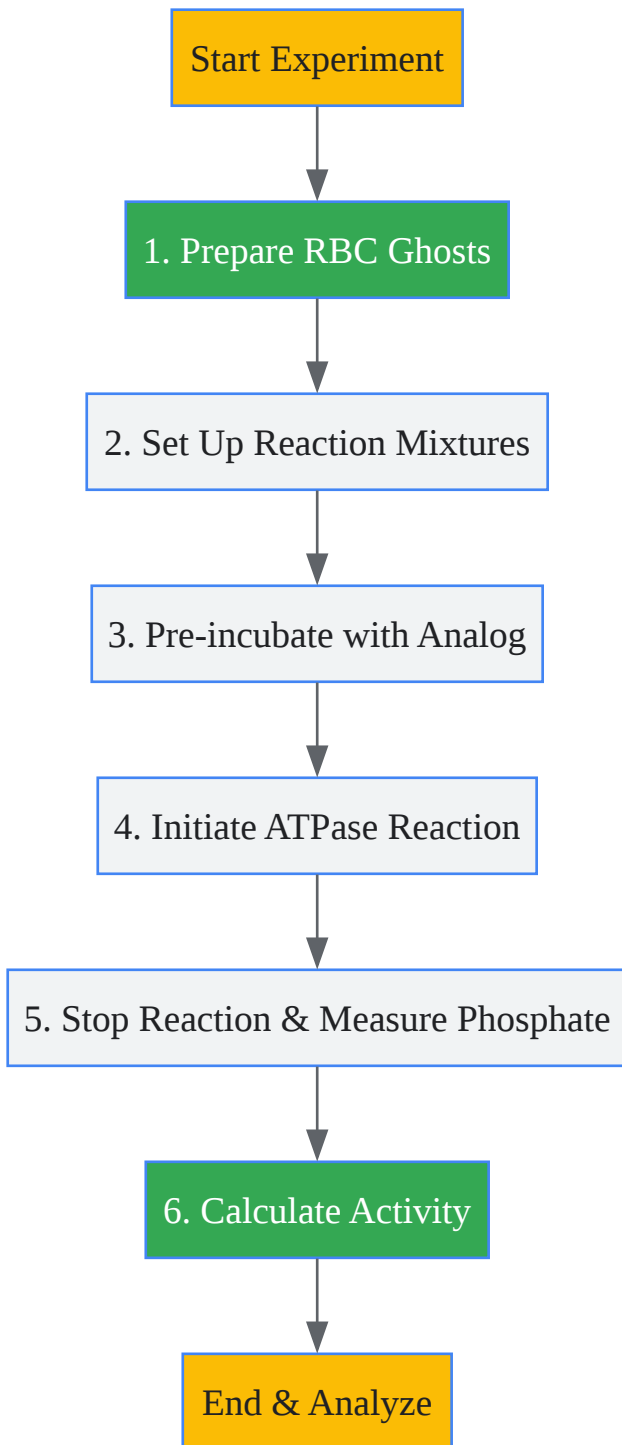 Start Experiment
1. Prepare RBC Ghosts
2. Set Up Reaction Mixtures
3. Pre-incubate with Analog
4. Initiate ATPase Reaction
5. Stop Reaction & Measure Phosphate
6. Calculate Activity
End & Analyze